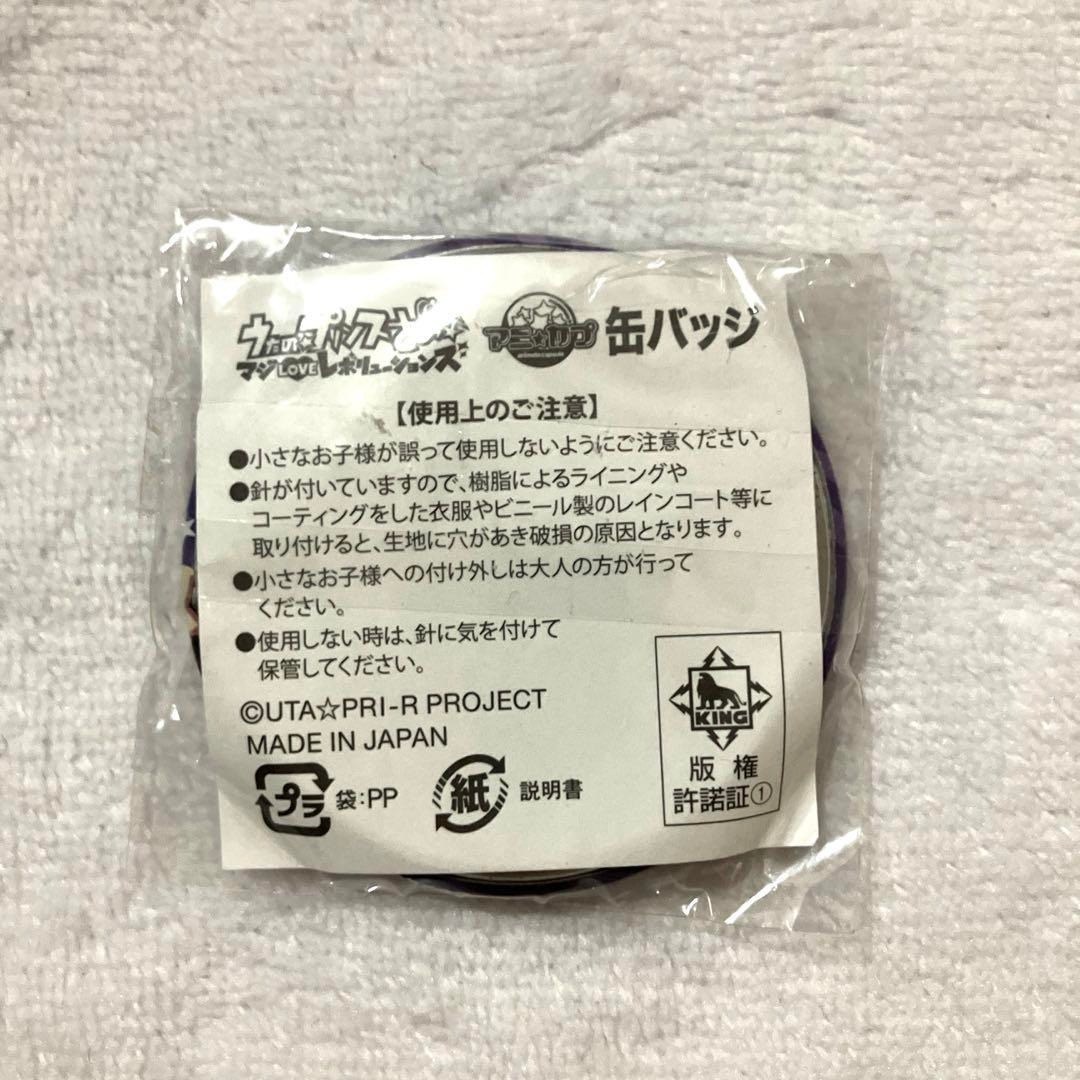 うたの☆プリンスさまっ♪ アニ☆カプ 缶バッジ
マジLOVEレボリューションズ animatecapsule
【使用上のご注意】
●小さなお子様が誤って使用しないようにご注意ください。
●針が付いていますので、樹脂によるライニングや
コーティングをした衣服やビニール製のレインコート等に
取り付けると、生地に穴があき破損の原因となります。
●小さなお子様への付け外しは大人の方が行って
ください。
●使用しない時は、針に気を付けて
保管してください。
©UTA☆PRI-R PROJECT
MADE IN JAPAN
プラ 袋:PP 紙 説明書
KING
版権
許諾証①